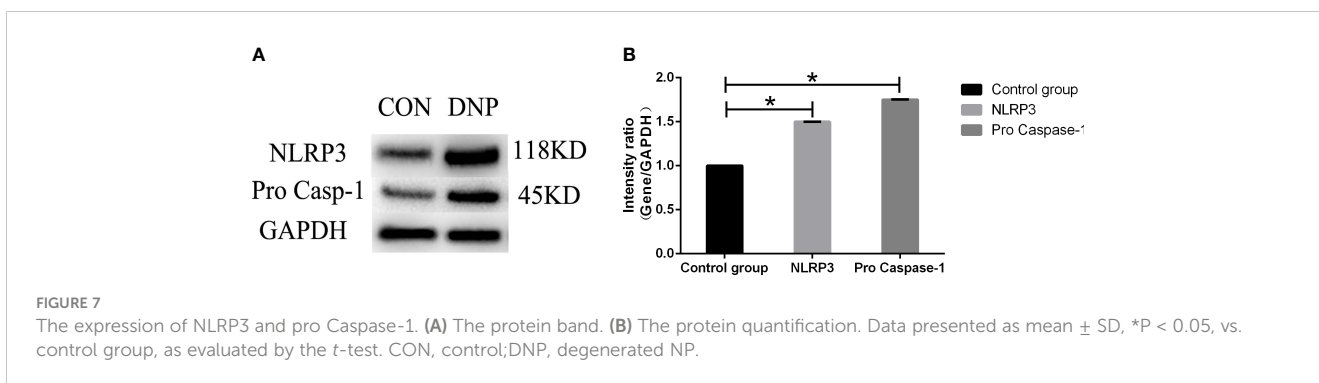 A
CON DNP
NLRP3 118KD
Pro Casp-1 45KD
GAPDH
B
2.0
1.5
1.0
0.5
0.0
Intensity ratio
(Gene/GAPDH)
*
*
Control group NLRP3 Pro Caspase-1
Control group
NLRP3
Pro Caspase-1
FIGURE 7
The expression of NLRP3 and pro Caspase-1. (A) The protein band. (B) The protein quantification. Data presented as mean ± SD, *P < 0.05, vs.
control group, as evaluated by the t-test. CON, control;DNP, degenerated NP.